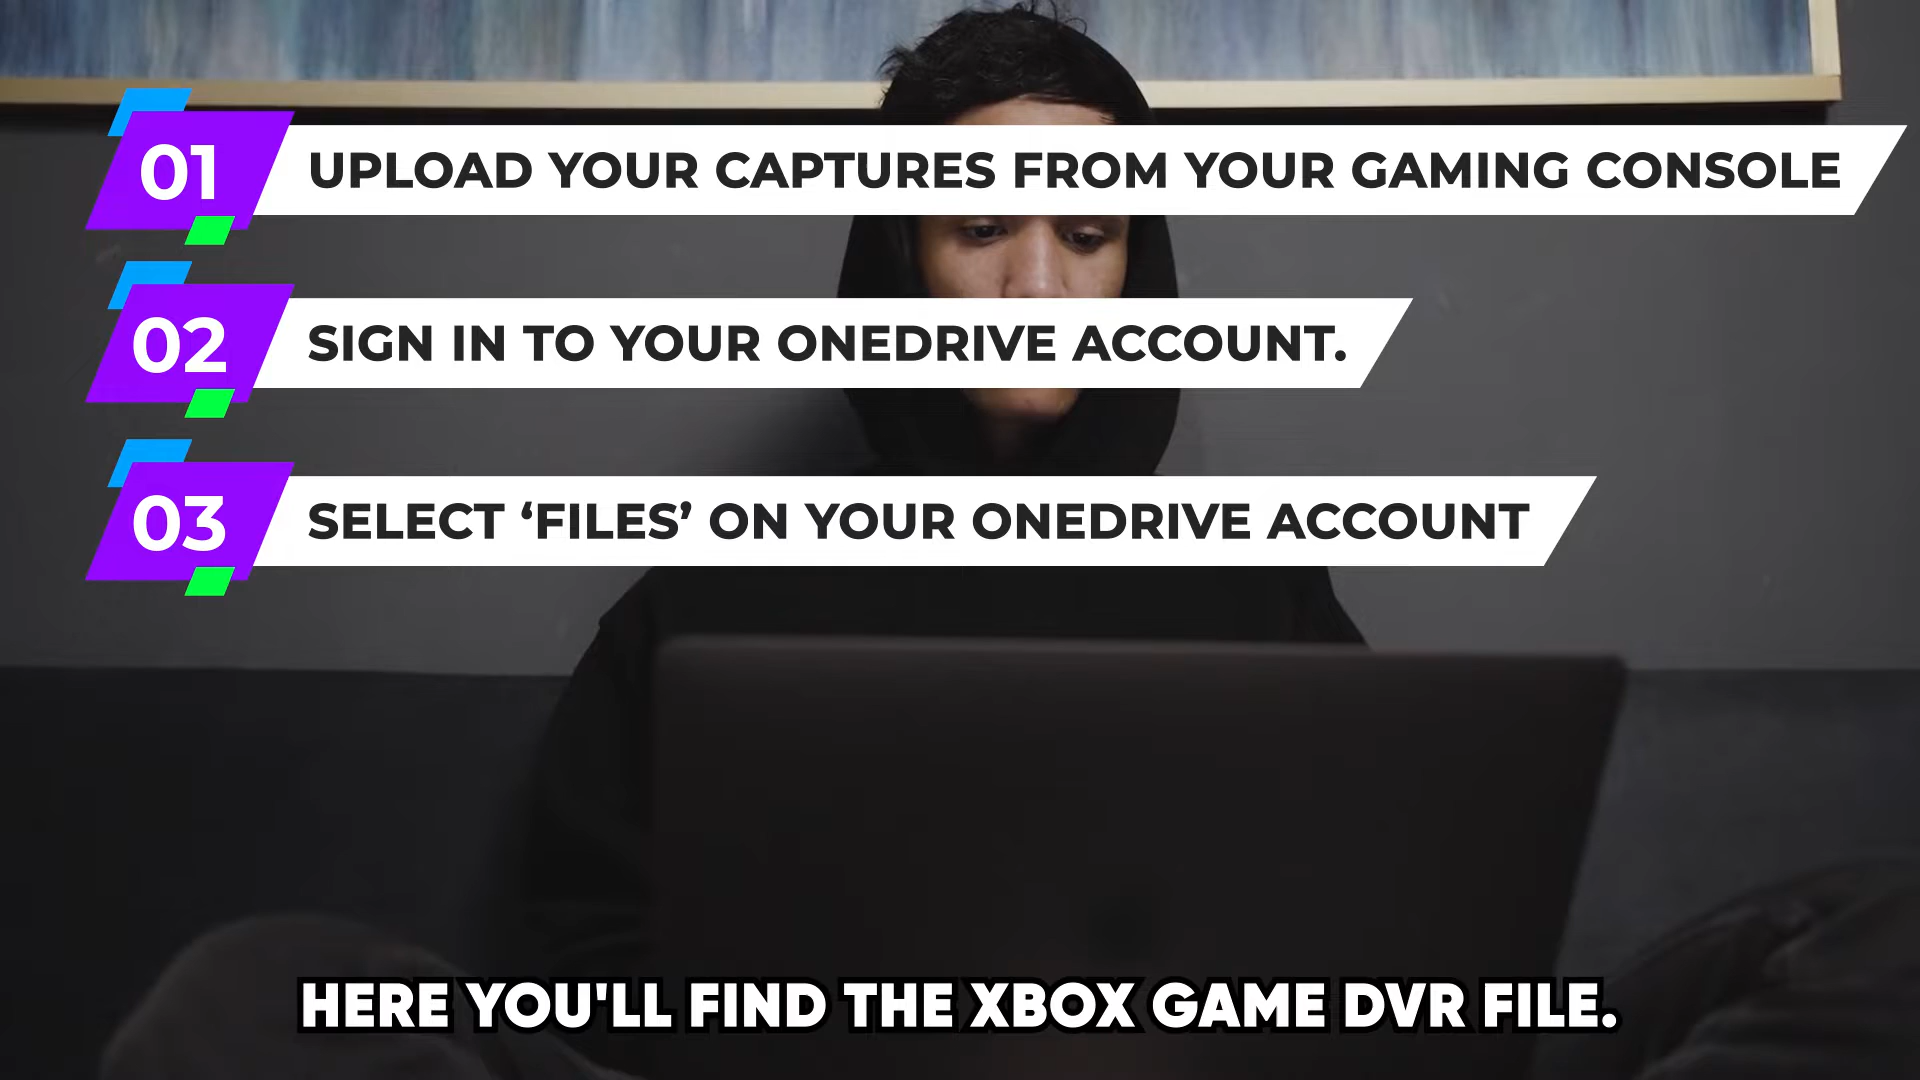 01 UPLOAD YOUR CAPTURES FROM YOUR GAMING CONSOLE
02 SIGN IN TO YOUR ONEDRIVE ACCOUNT.
03 SELECT ‘FILES’ ON YOUR ONEDRIVE ACCOUNT
HERE YOU'LL FIND THE XBOX GAME DVR FILE.